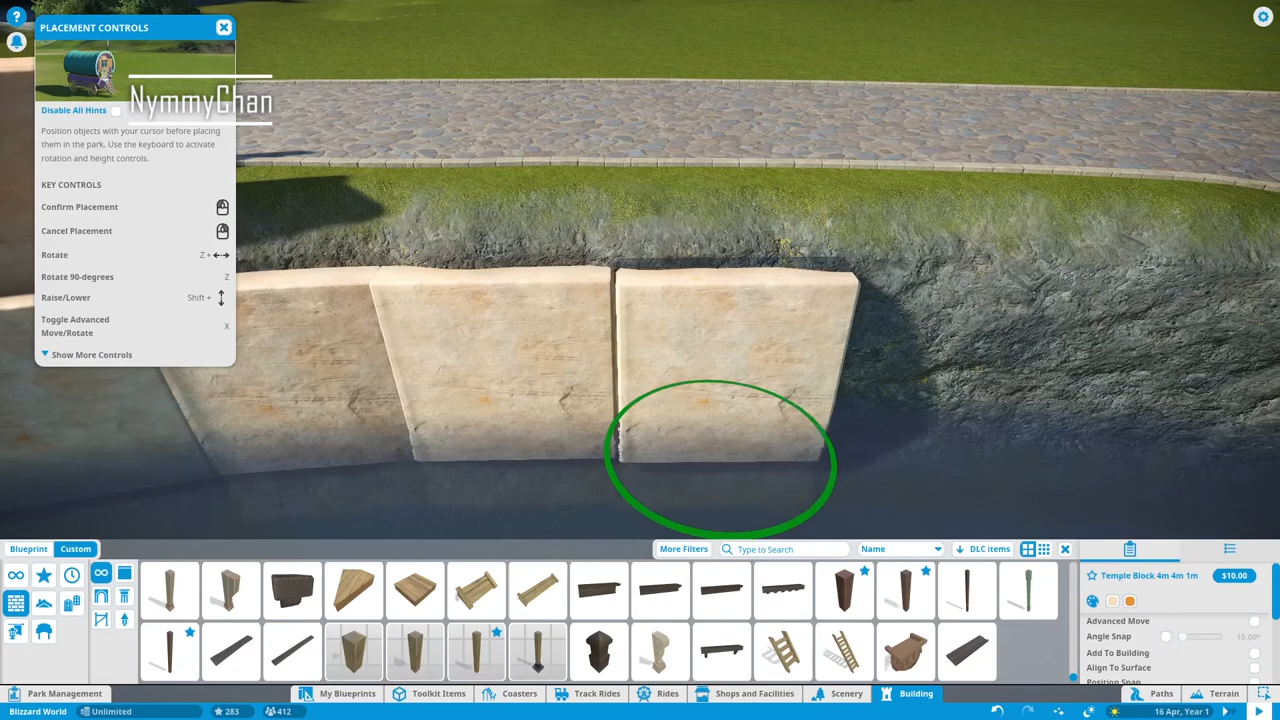 PLACEMENT CONTROLS
NymmyChan
Disable All Hints
Position objects with your cursor before placing
them in the park. Use the keyboard to activate
rotation and height controls.
KEY CONTROLS
Confirm Placement
Cancel Placement
Rotate Z +
Rotate 90-degrees Z
Raise/Lower Shift +
Toggle Advanced
Move/Rotate X
Show More Controls
Blueprint Custom More Filters Type to Search Name DLC items
Temple Block 4m 4m 1m $10.00
Advanced Move
Angle Snap 15.00°
Add To Building
Align To Surface
Position Snap
Park Management My Blueprints Toolkit Items Coasters Track Rides Rides Shops and Facilities Scenery Building Paths Terrain
Blizzard World Unlimited 283 412 16 Apr, Year 1